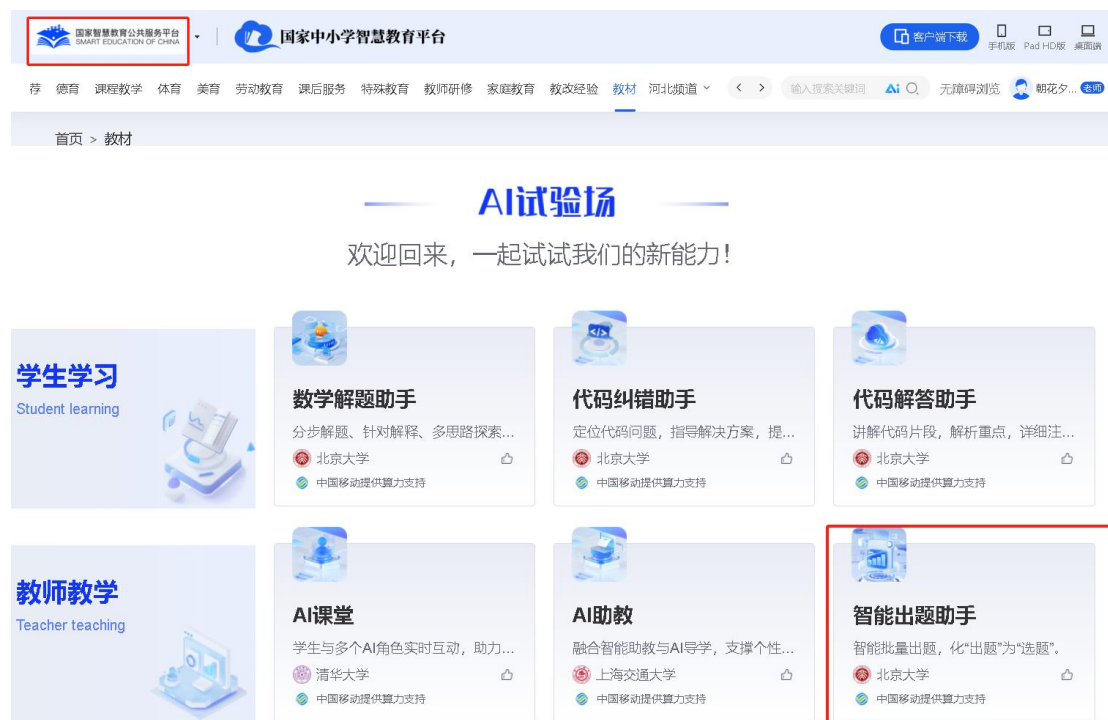 国家智慧教育公共服务平台
SMART EDUCATION OF CHINA
国家中小学智慧教育平台
客户端下载
手机版 Pad HD版 桌面端
荐 德育 课程教学 体育 美育 劳动教育 课后服务 特殊教育 教师研修 家庭教育 教改经验 教材 河北频道 < > 输入搜索关键词 Ai 无障碍浏览 朝花夕... 老师
首页 > 教材
AI试验场
欢迎回来，一起试试我们的新能力！
学生学习
Student learning
数学解题助手
分步解题、针对解释、多思路探索...
北京大学
中国移动提供算力支持
代码纠错助手
定位代码问题，指导解决方案，提...
北京大学
中国移动提供算力支持
代码解答助手
讲解代码片段，解析重点，详细注...
北京大学
中国移动提供算力支持
教师教学
Teacher teaching
AI课堂
学生与多个AI角色实时互动，助力...
清华大学
中国移动提供算力支持
AI助教
融合智能助教与AI导学，支撑个性...
上海交通大学
中国移动提供算力支持
智能出题助手
智能批量出题，化“出题”为“选题”。
北京大学
中国移动提供算力支持